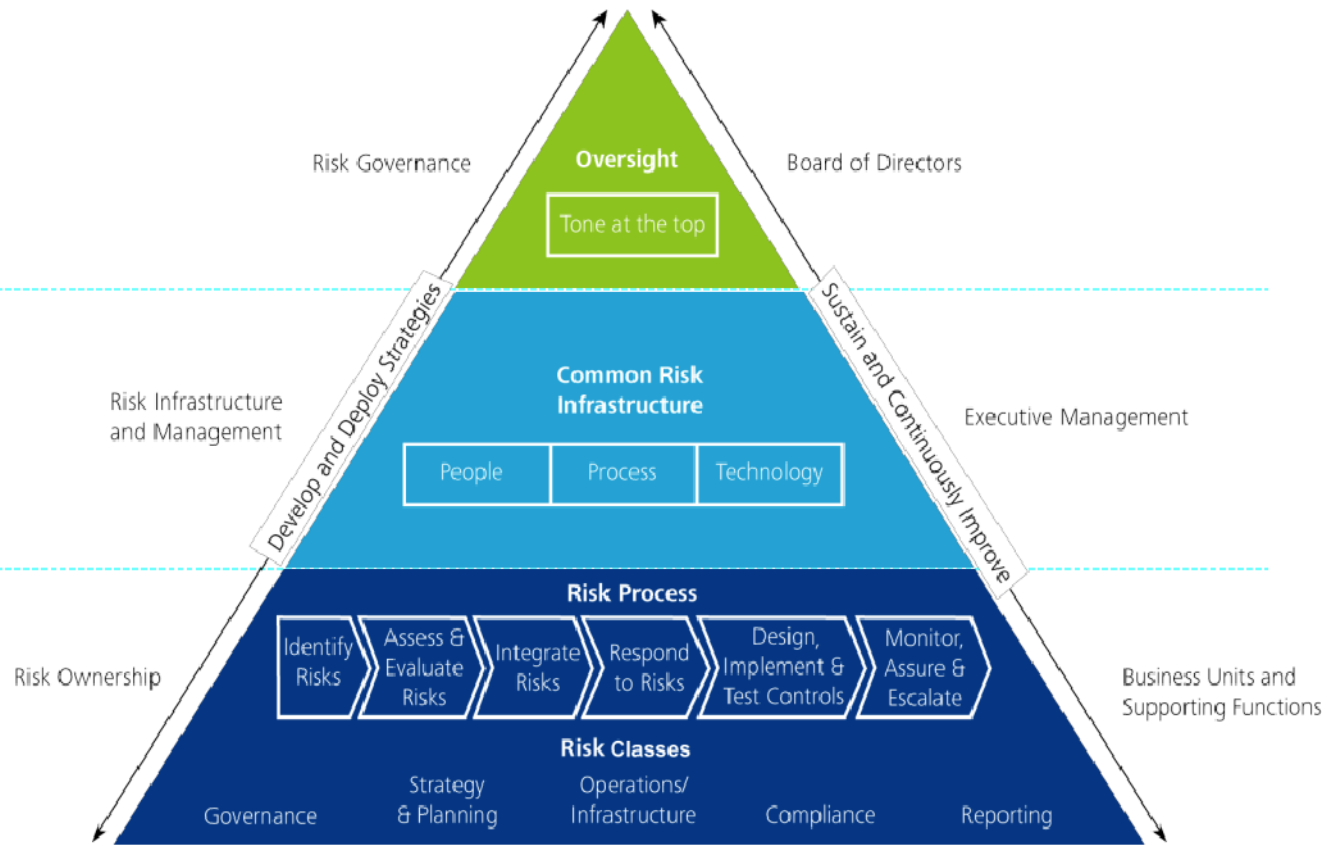 Risk Governance
Oversight
Tone at the top
Board of Directors
Develop and Deploy Strategies
Sustain and Continuously Improve
Risk Infrastructure
and Management
Common Risk
Infrastructure
People
Process
Technology
Executive Management
Risk Ownership
Risk Process
Identify
Risks
Assess &
Evaluate
Risks
Integrate
Risks
Respond
to Risks
Design,
Implement &
Test Controls
Monitor,
Assure &
Escalate
Business Units and
Supporting Functions
Risk Classes
Governance
Strategy
& Planning
Operations/
Infrastructure
Compliance
Reporting